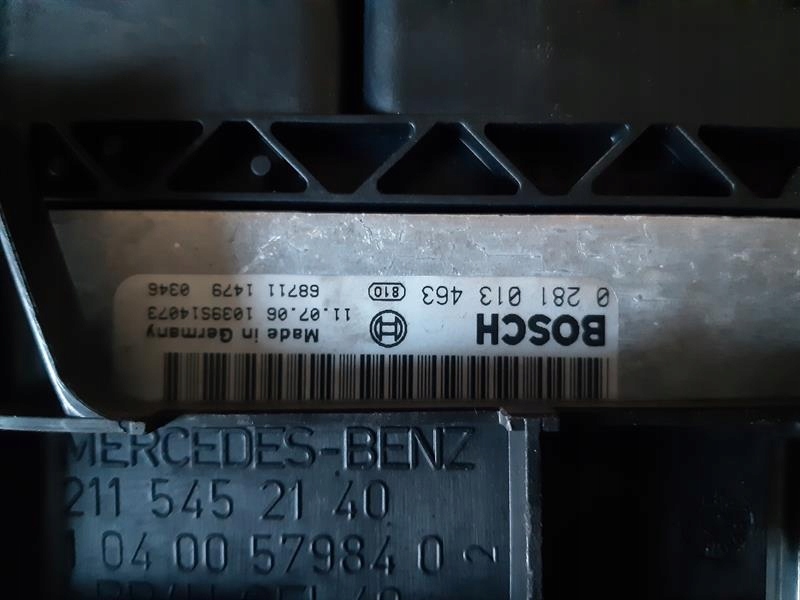 BOSCH
Made in Germany
11.07.06 1039S14073
0 281 013 463 810
68711 1479 0346
MERCEDES-BENZ
211 545 21 40
04 00 57984 0 2